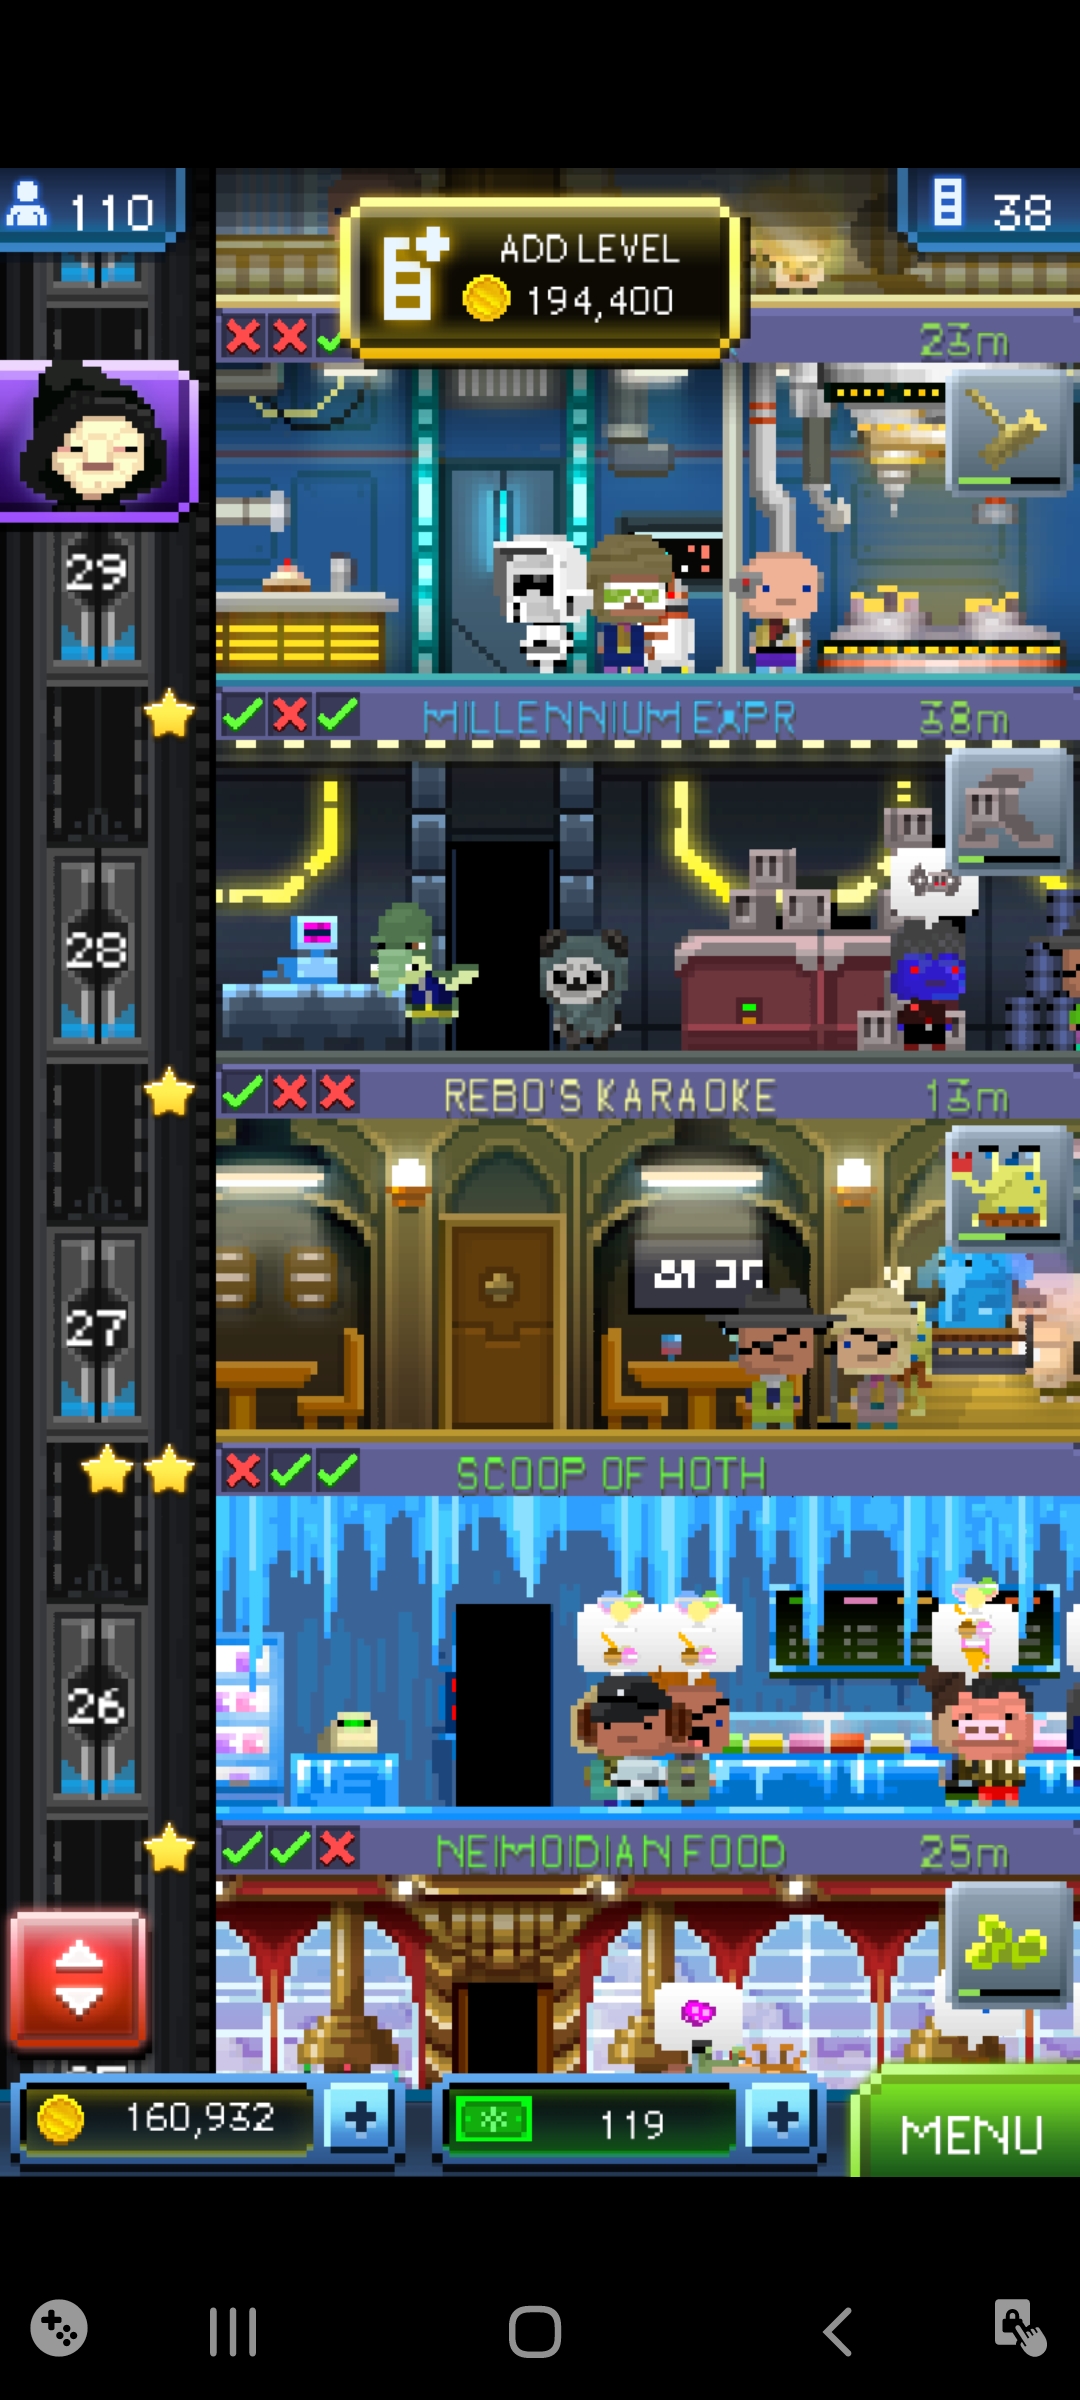 110
38
ADD LEVEL
194,400
23m
29
MILLENNIUM EXPR
38m
28
REBO'S KARAOKE
13m
27
SCOOP OF HOTH
26
NEIMOIDIAN FOOD
25m
160,932
119
MENU